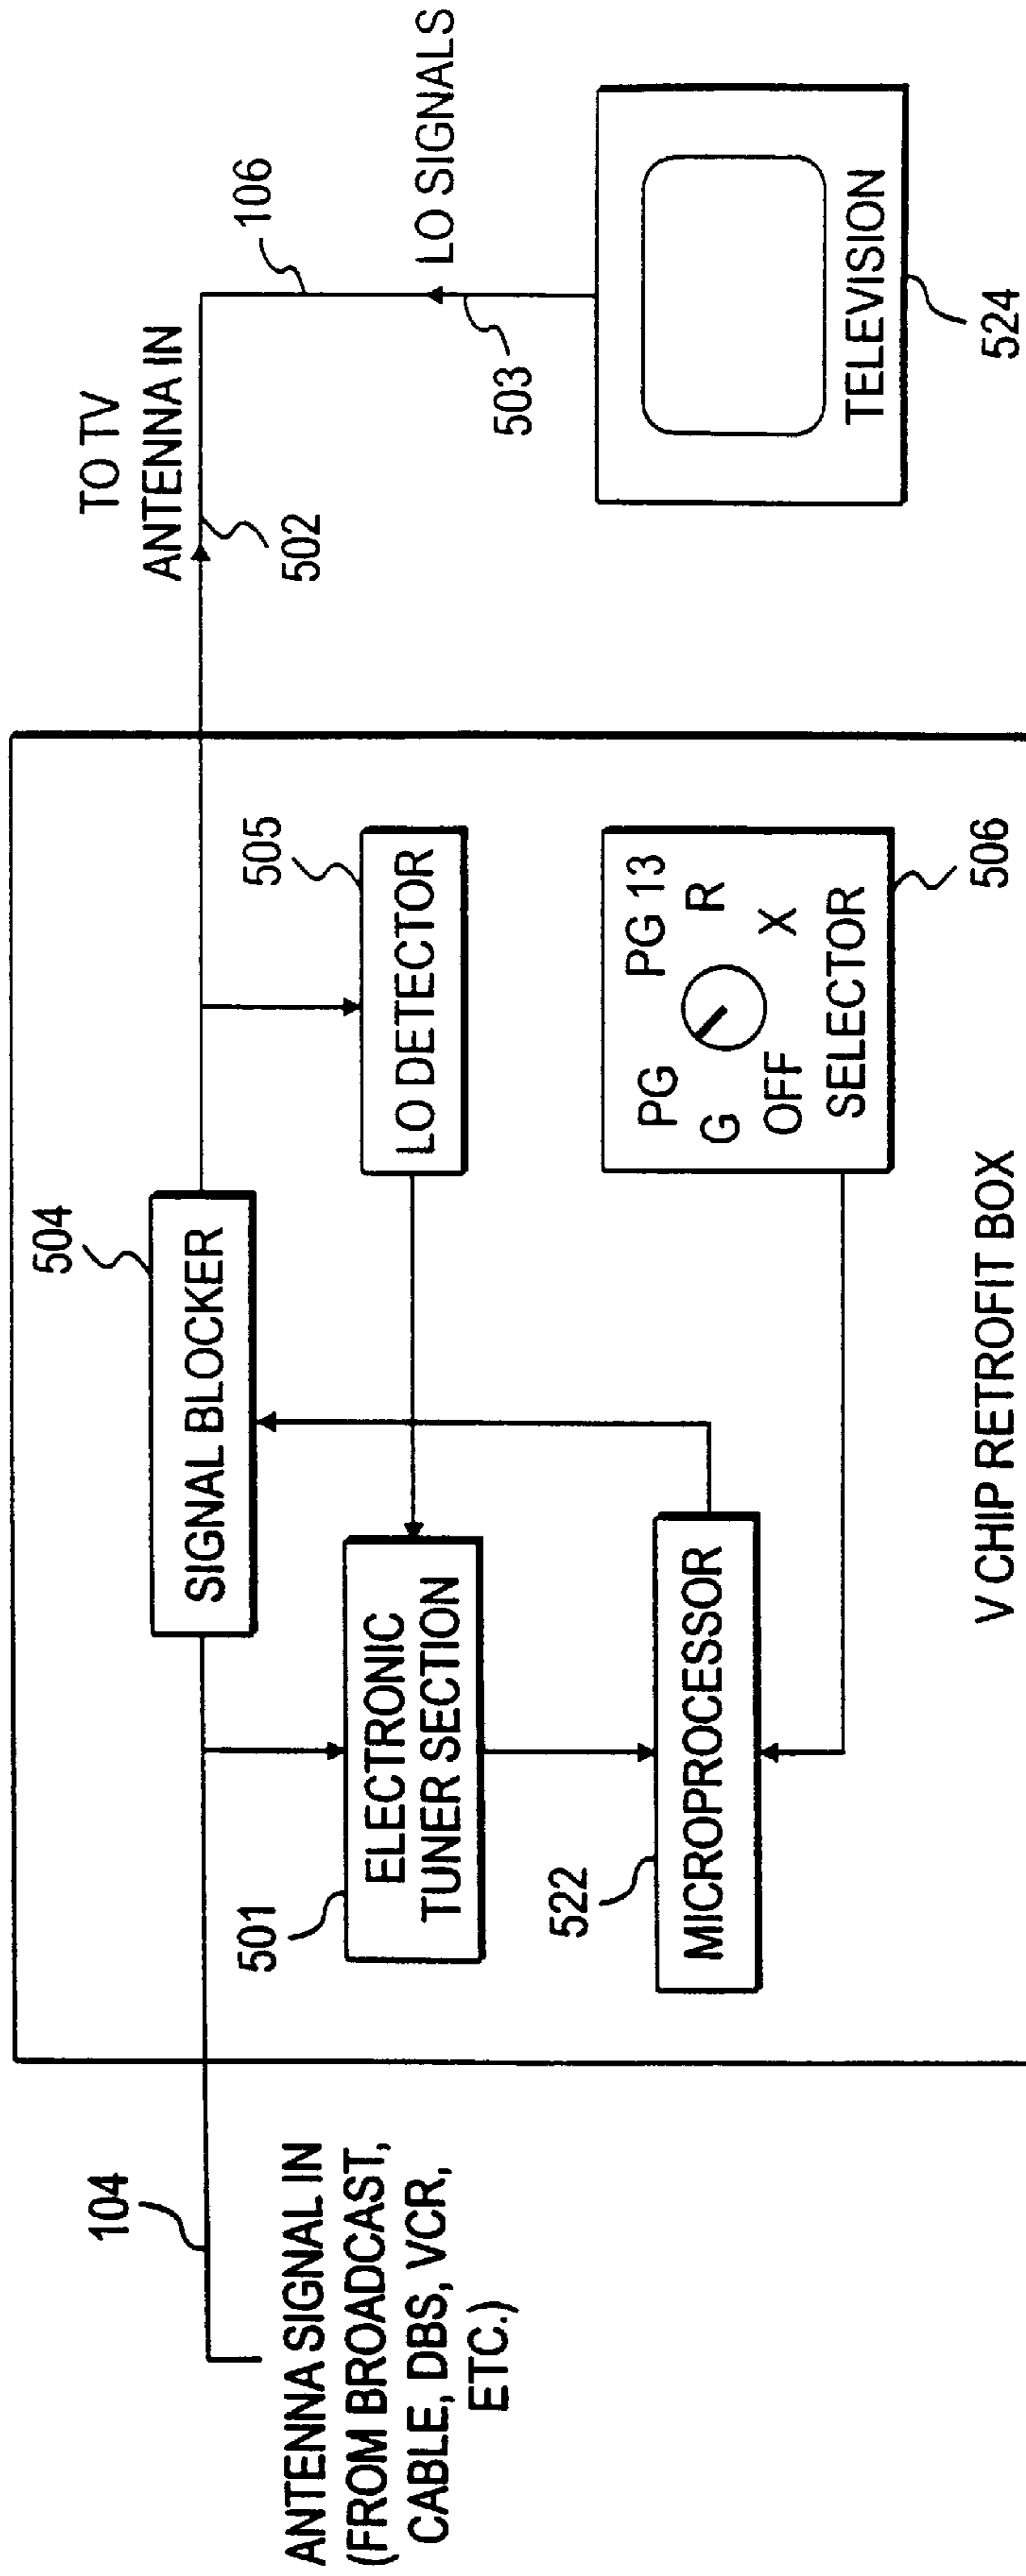 104
ANTENNA SIGNAL IN
(FROM BROADCAST,
CABLE, DBS, VCR,
ETC.)
504
SIGNAL BLOCKER
501
ELECTRONIC
TUNER SECTION
505
LO DETECTOR
522
MICROPROCESSOR
PG
PG 13
G
R
OFF
X
SELECTOR
506
V CHIP RETROFIT BOX
TO TV
ANTENNA IN
502
106
LO SIGNALS
503
TELEVISION
524